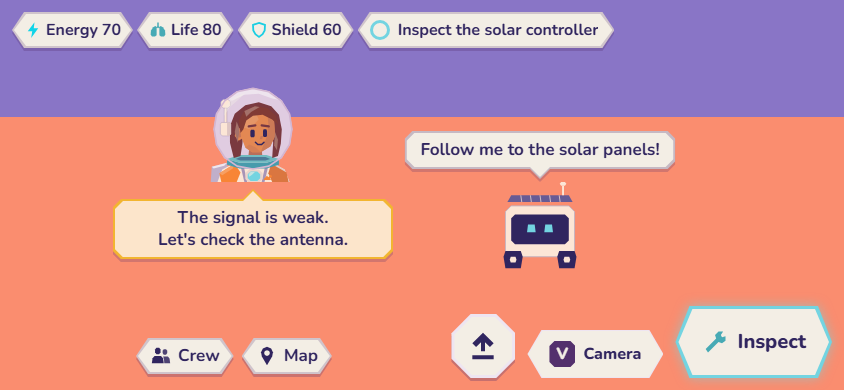 Energy 70
Life 80
Shield 60
Inspect the solar controller
Follow me to the solar panels!
The signal is weak.
Let's check the antenna.
Crew
Map
V
Camera
Inspect